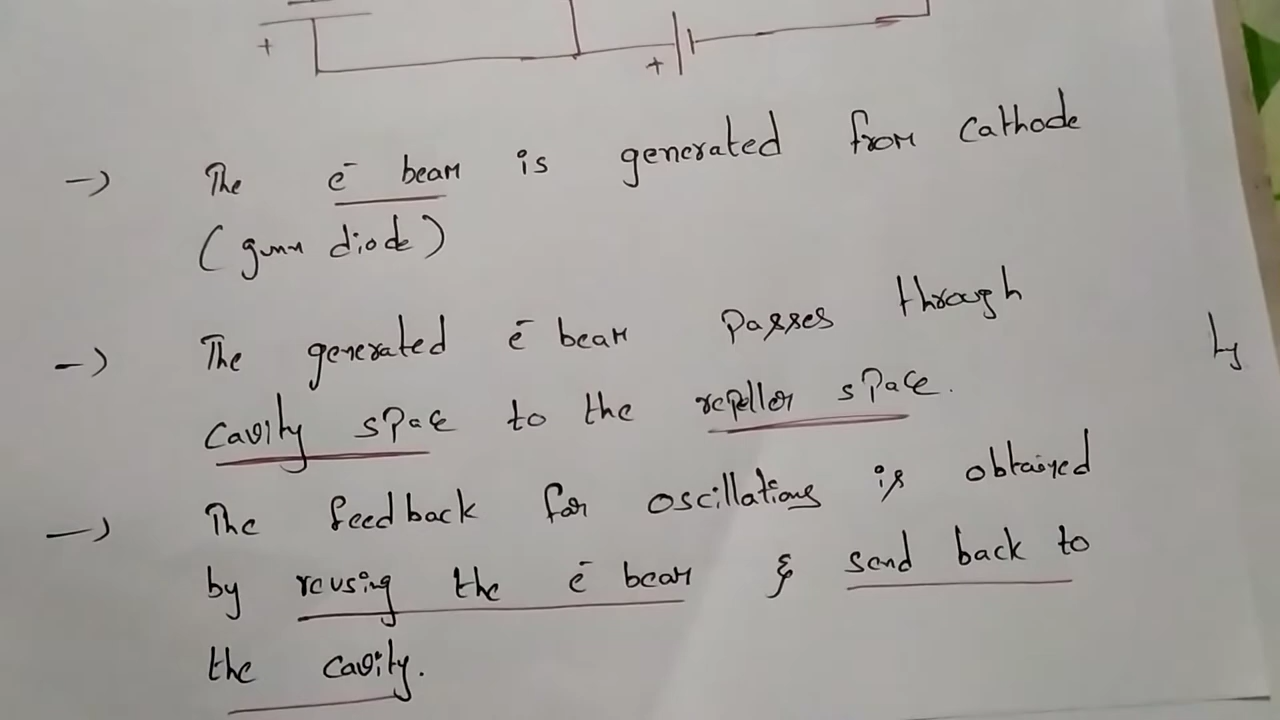 +
+
-> The e⁻ beam is generated from cathode
(gunn diode)
-> The generated e⁻ beam passes through
cavity space to the repellor space.
-> The feedback for oscillations is obtained
by reusing the e⁻ beam & send back to
the cavity.